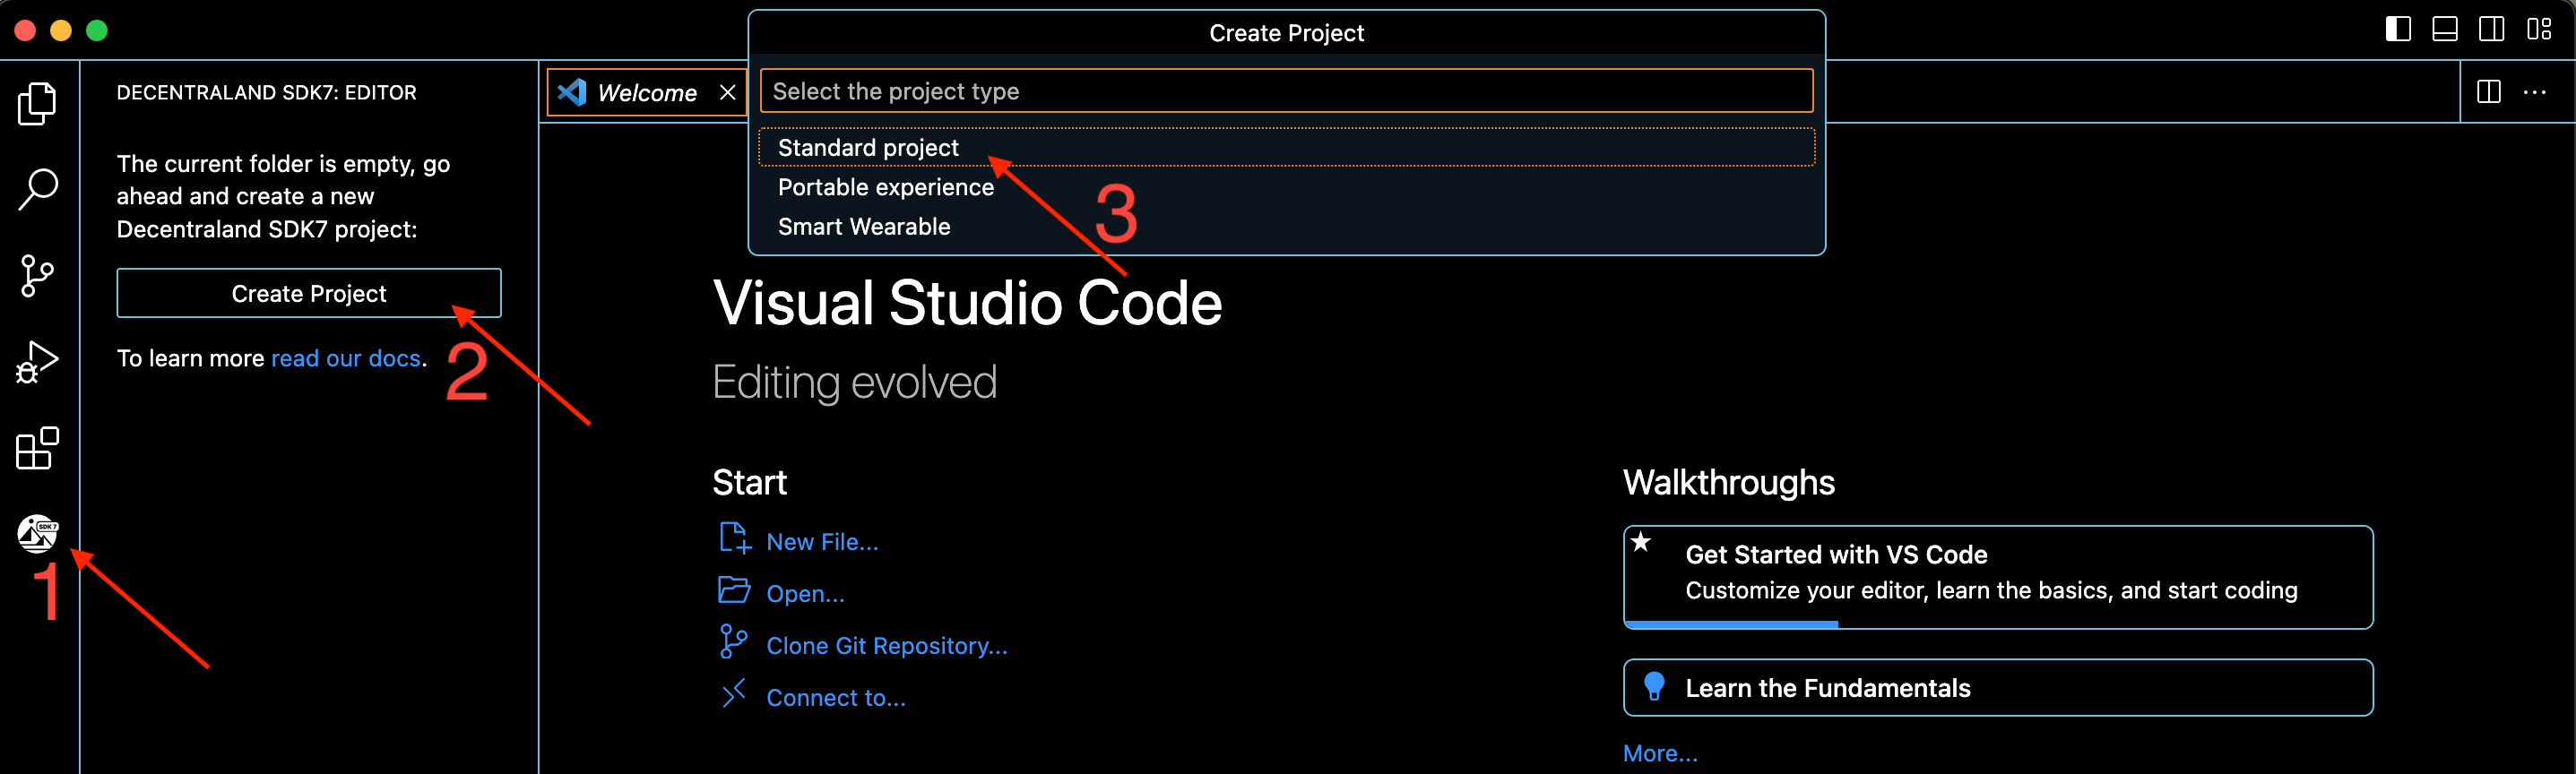 Create Project
DECENTRALAND SDK7: EDITOR
Welcome
Select the project type
Standard project
Portable experience
Smart Wearable
3
The current folder is empty, go
ahead and create a new
Decentraland SDK7 project:
Create Project
2
To learn more read our docs.
SDK 7
1
Visual Studio Code
Editing evolved
Start
New File...
Open...
Clone Git Repository...
Connect to...
Walkthroughs
Get Started with VS Code
Customize your editor, learn the basics, and start coding
Learn the Fundamentals
More...